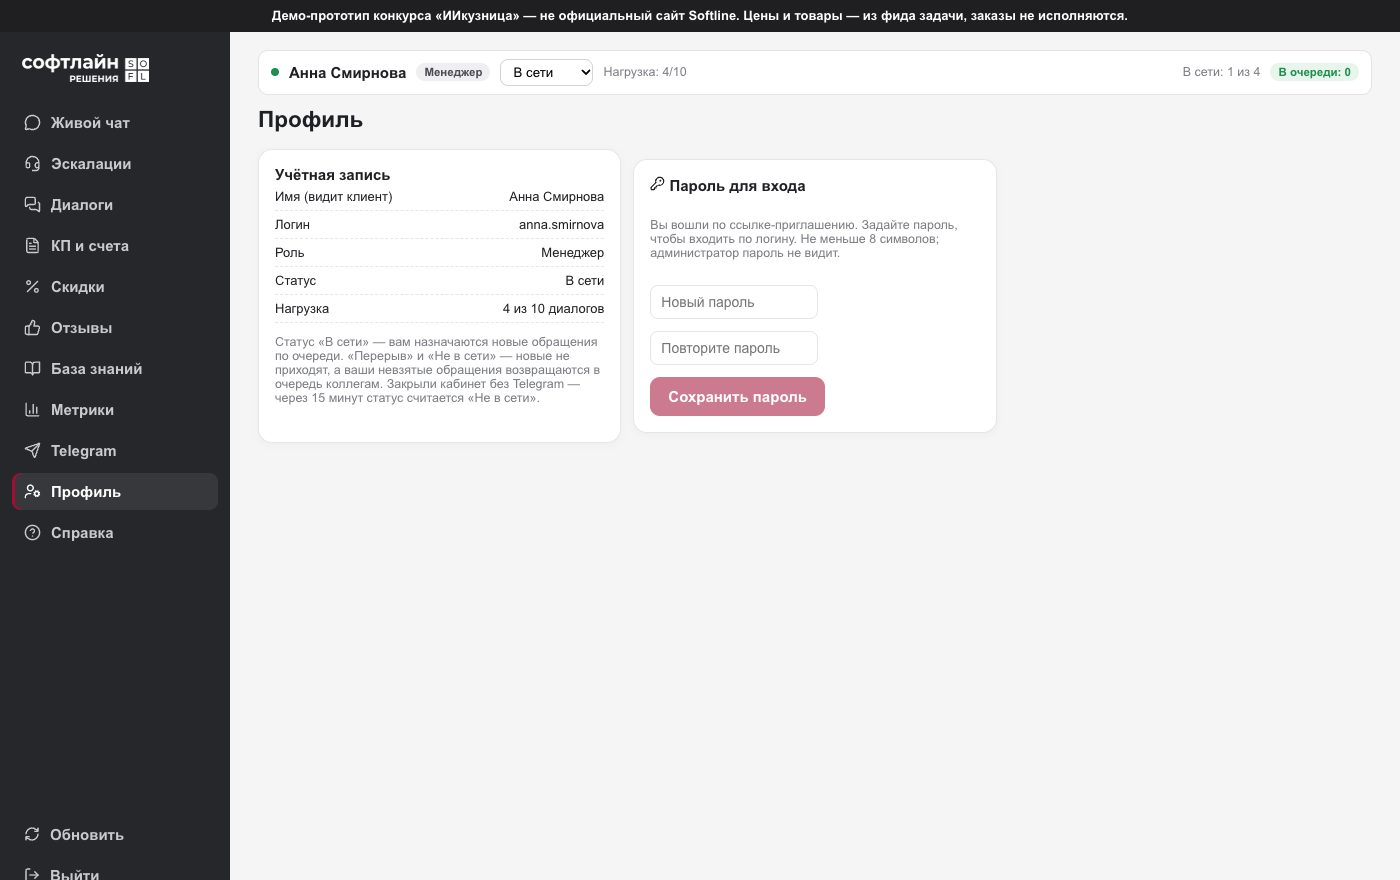 Демо-прототип конкурса «ИИкузница» — не официальный сайт Softline. Цены и товары — из фида задачи, заказы не исполняются.
софтлайн
решения
SO
FL
Живой чат
Эскалации
Диалоги
КП и счета
Скидки
Отзывы
База знаний
Метрики
Telegram
Профиль
Справка
Обновить
Выйти
Анна Смирнова Менеджер В сети Нагрузка: 4/10 В сети: 1 из 4 В очереди: 0
Профиль
Учётная запись
Имя (видит клиент) Анна Смирнова
Логин anna.smirnova
Роль Менеджер
Статус В сети
Нагрузка 4 из 10 диалогов
Статус «В сети» — вам назначаются новые обращения
по очереди. «Перерыв» и «Не в сети» — новые не
приходят, а ваши невзятые обращения возвращаются в
очередь коллегам. Закрыли кабинет без Telegram —
через 15 минут статус считается «Не в сети».
Пароль для входа
Вы вошли по ссылке-приглашению. Задайте пароль,
чтобы входить по логину. Не меньше 8 символов;
администратор пароль не видит.
Новый пароль
Повторите пароль
Сохранить пароль